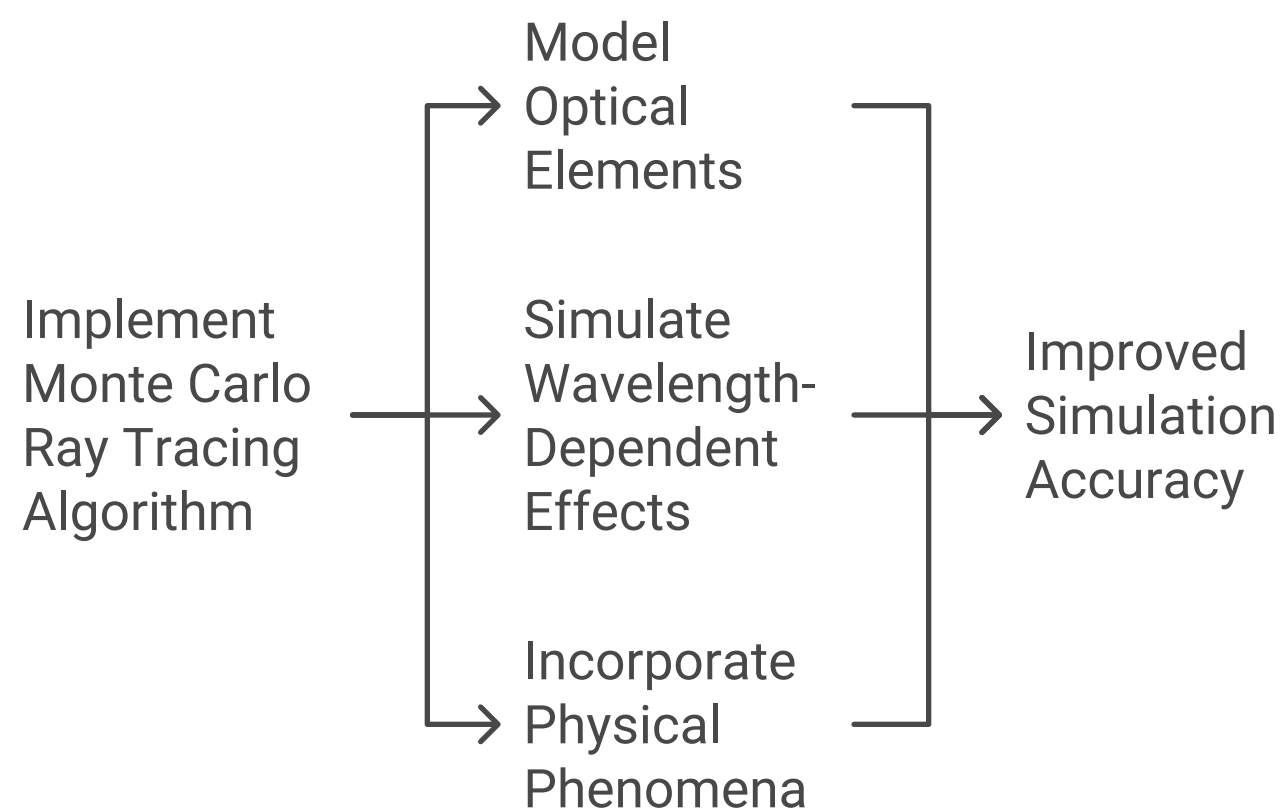 Implement
Monte Carlo
Ray Tracing
Algorithm
Model
Optical
Elements
Simulate
Wavelength-
Dependent
Effects
Incorporate
Physical
Phenomena
Improved
Simulation
Accuracy